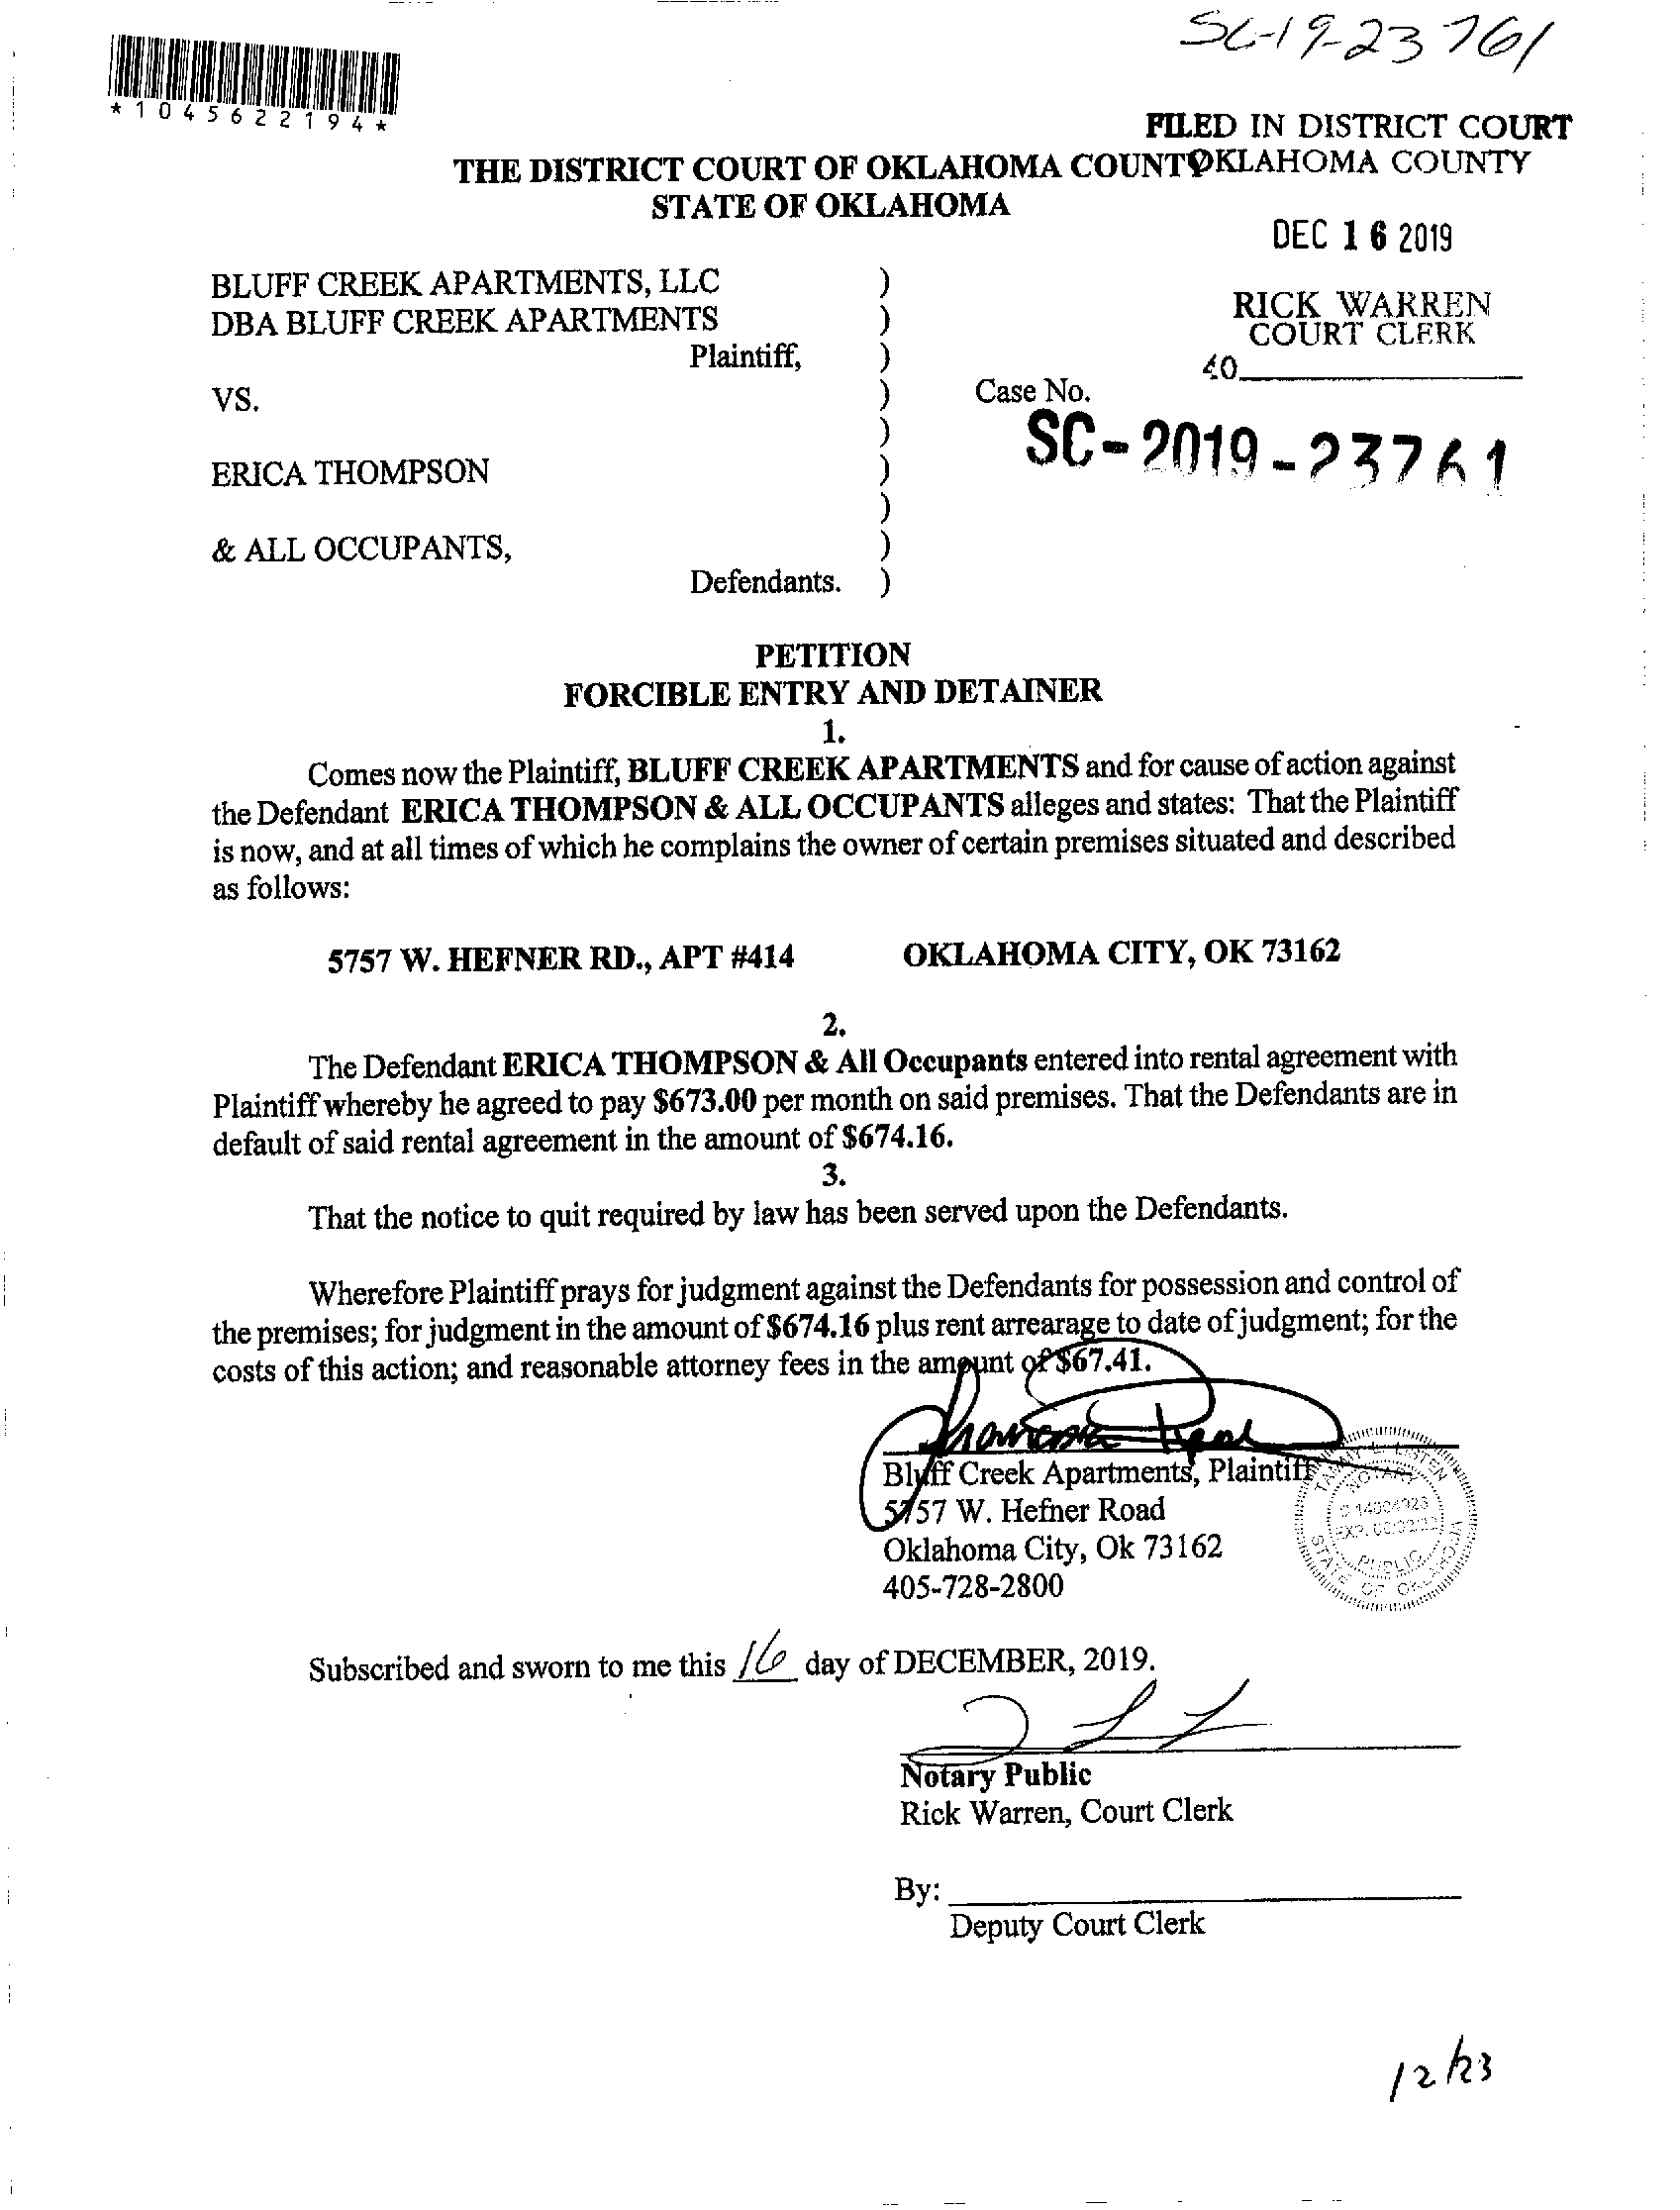 SC-19-23761
*1045622194*
FILED IN DISTRICT COURT
OKLAHOMA COUNTY
THE DISTRICT COURT OF OKLAHOMA COUNTY
STATE OF OKLAHOMA
DEC 16 2019
BLUFF CREEK APARTMENTS, LLC )
DBA BLUFF CREEK APARTMENTS )
Plaintiff, )
RICK WARREN
COURT CLERK
40
VS. )
Case No.
)
SC-2019-23761
ERICA THOMPSON )
)
& ALL OCCUPANTS, )
Defendants. )
PETITION
FORCIBLE ENTRY AND DETAINER
1.
Comes now the Plaintiff, BLUFF CREEK APARTMENTS and for cause of action against
the Defendant ERICA THOMPSON & ALL OCCUPANTS alleges and states: That the Plaintiff
is now, and at all times of which he complains the owner of certain premises situated and described
as follows:
5757 W. HEFNER RD., APT #414 OKLAHOMA CITY, OK 73162
2.
The Defendant ERICA THOMPSON & All Occupants entered into rental agreement with
Plaintiff whereby he agreed to pay $673.00 per month on said premises. That the Defendants are in
default of said rental agreement in the amount of $674.16.
3.
That the notice to quit required by law has been served upon the Defendants.
Wherefore Plaintiff prays for judgment against the Defendants for possession and control of
the premises; for judgment in the amount of $674.16 plus rent arrearage to date of judgment; for the
costs of this action; and reasonable attorney fees in the amount of $67.41.
Bluff Creek Apartments, Plaintiff
5757 W. Hefner Road
Oklahoma City, Ok 73162
405-728-2800
NOTARY
PUBLIC
STATE OF OKLAHOMA
Subscribed and sworn to me this 16 day of DECEMBER, 2019.
Notary Public
Rick Warren, Court Clerk
By:
Deputy Court Clerk
12/23